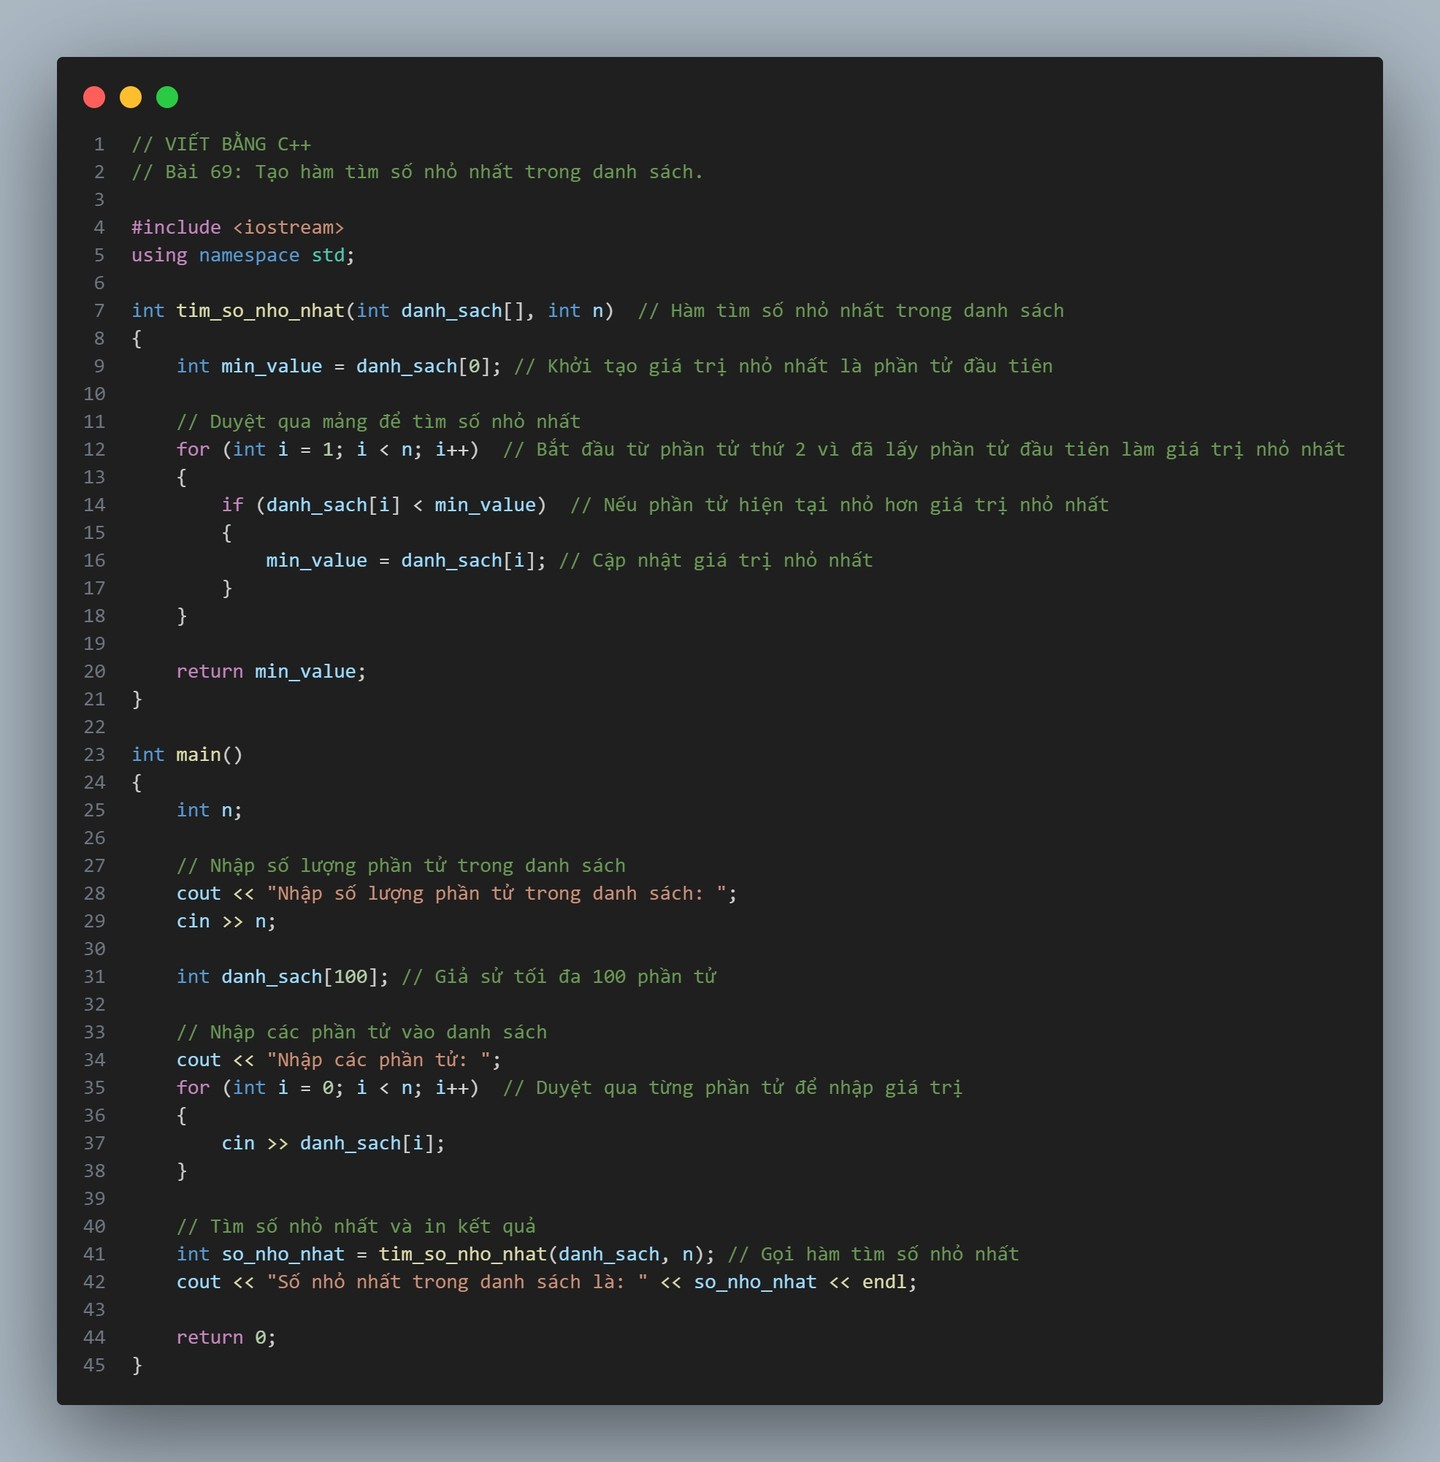 1 // VIẾT BẰNG C++
2 // Bài 69: Tạo hàm tìm số nhỏ nhất trong danh sách.
3
4 #include <iostream>
5 using namespace std;
6
7 int tim_so_nho_nhat(int danh_sach[], int n)  // Hàm tìm số nhỏ nhất trong danh sách
8 {
9     int min_value = danh_sach[0]; // Khởi tạo giá trị nhỏ nhất là phần tử đầu tiên
10
11     // Duyệt qua mảng để tìm số nhỏ nhất
12     for (int i = 1; i < n; i++)  // Bắt đầu từ phần tử thứ 2 vì đã lấy phần tử đầu tiên làm giá trị nhỏ nhất
13     {
14         if (danh_sach[i] < min_value)  // Nếu phần tử hiện tại nhỏ hơn giá trị nhỏ nhất
15         {
16             min_value = danh_sach[i]; // Cập nhật giá trị nhỏ nhất
17         }
18     }
19
20     return min_value;
21 }
22
23 int main()
24 {
25     int n;
26
27     // Nhập số lượng phần tử trong danh sách
28     cout << "Nhập số lượng phần tử trong danh sách: ";
29     cin >> n;
30
31     int danh_sach[100]; // Giả sử tối đa 100 phần tử
32
33     // Nhập các phần tử vào danh sách
34     cout << "Nhập các phần tử: ";
35     for (int i = 0; i < n; i++)  // Duyệt qua từng phần tử để nhập giá trị
36     {
37         cin >> danh_sach[i];
38     }
39
40     // Tìm số nhỏ nhất và in kết quả
41     int so_nho_nhat = tim_so_nho_nhat(danh_sach, n); // Gọi hàm tìm số nhỏ nhất
42     cout << "Số nhỏ nhất trong danh sách là: " << so_nho_nhat << endl;
43
44     return 0;
45 }